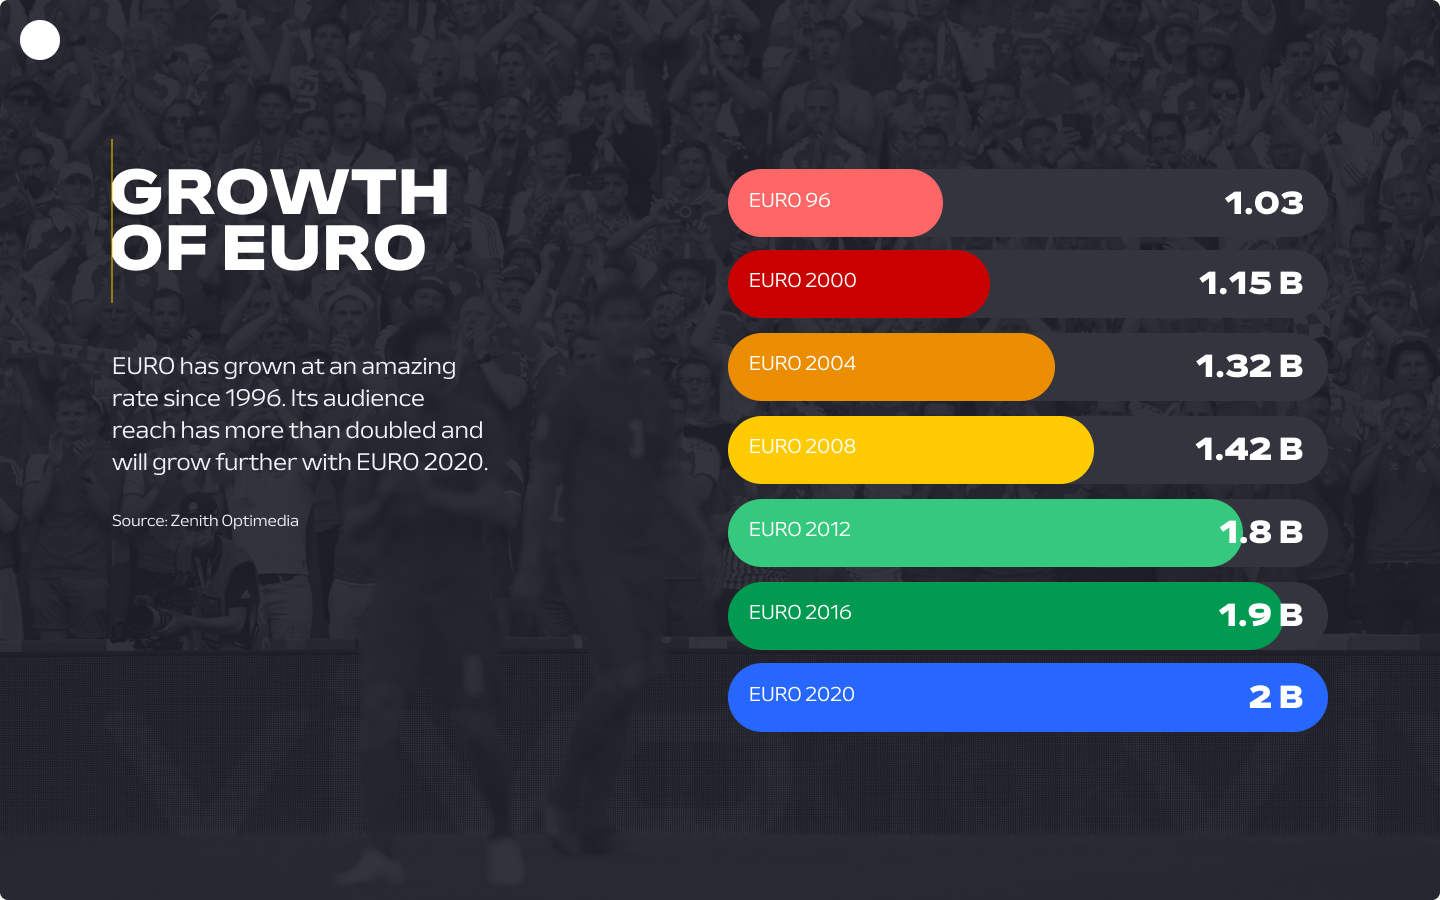 GROWTH
OF EURO
EURO has grown at an amazing
rate since 1996. Its audience
reach has more than doubled and
will grow further with EURO 2020.
Source: Zenith Optimedia
EURO 96 1.03
EURO 2000 1.15 B
EURO 2004 1.32 B
EURO 2008 1.42 B
EURO 2012 1.8 B
EURO 2016 1.9 B
EURO 2020 2 B